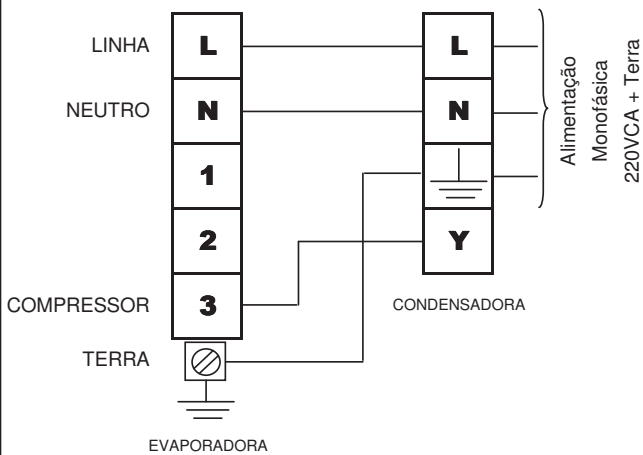 LINHA L L
NEUTRO N N
1
2 Y
COMPRESSOR 3 CONDENSADORA
TERRA
EVAPORADORA
Alimentação
Monofásica
220VCA + Terra